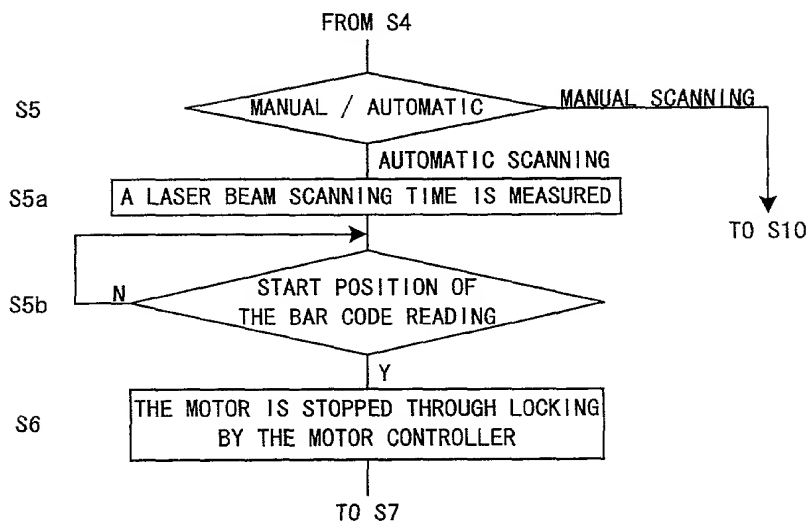 FROM S4
S5
MANUAL / AUTOMATIC
MANUAL SCANNING
AUTOMATIC SCANNING
S5a
A LASER BEAM SCANNING TIME IS MEASURED
TO S10
S5b
N
START POSITION OF
THE BAR CODE READING
Y
S6
THE MOTOR IS STOPPED THROUGH LOCKING
BY THE MOTOR CONTROLLER
TO S7